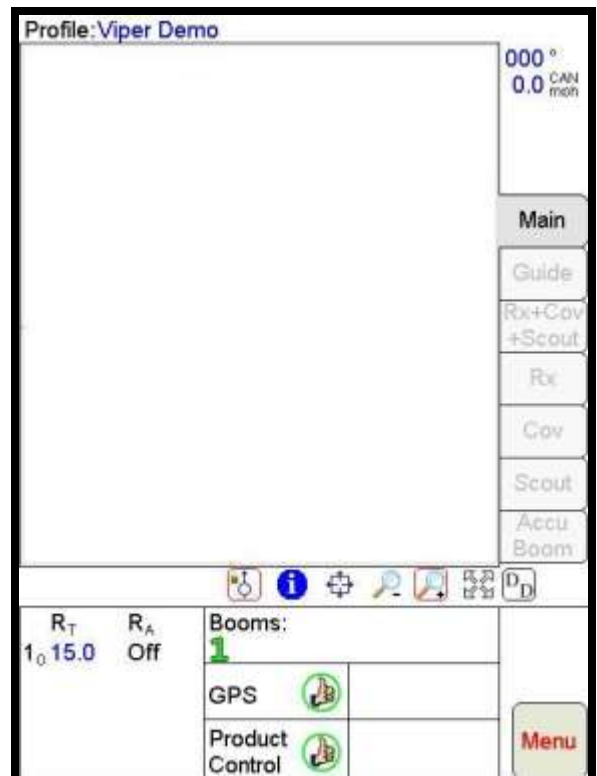 Profile: Viper Demo
000 °
0.0 CAN mph
Main
Guide
Rx+Cov
+Scout
Rx
Cov
Scout
Accu
Boom
i
D D
RT RA
1 0 15.0 Off
Booms:
1
GPS
Product
Control
Menu